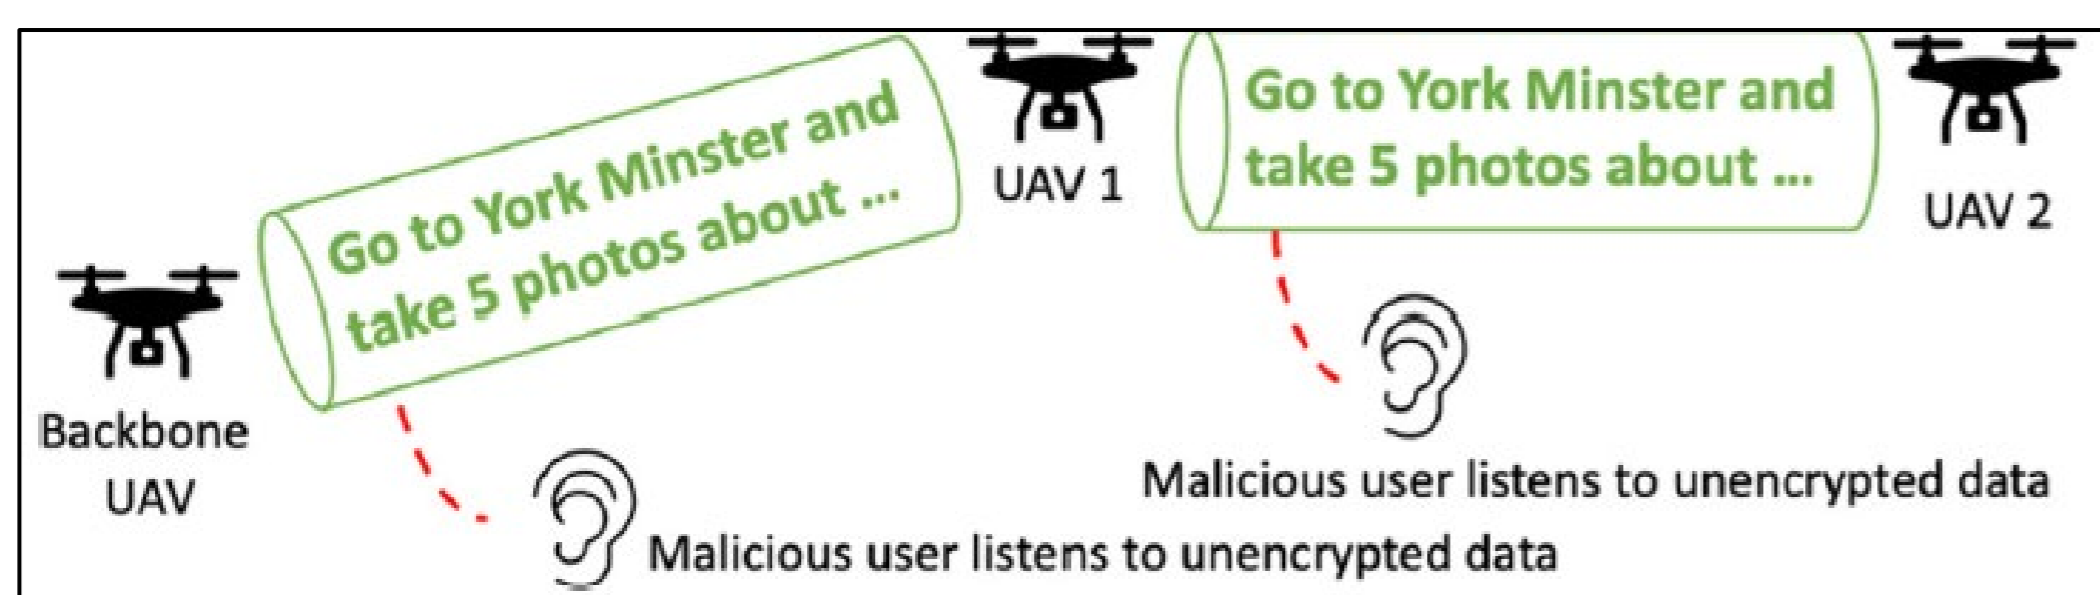 Go to York Minster and
take 5 photos about ...
UAV 1
Go to York Minster and
take 5 photos about ...
UAV 2
Backbone
UAV
Malicious user listens to unencrypted data
Malicious user listens to unencrypted data